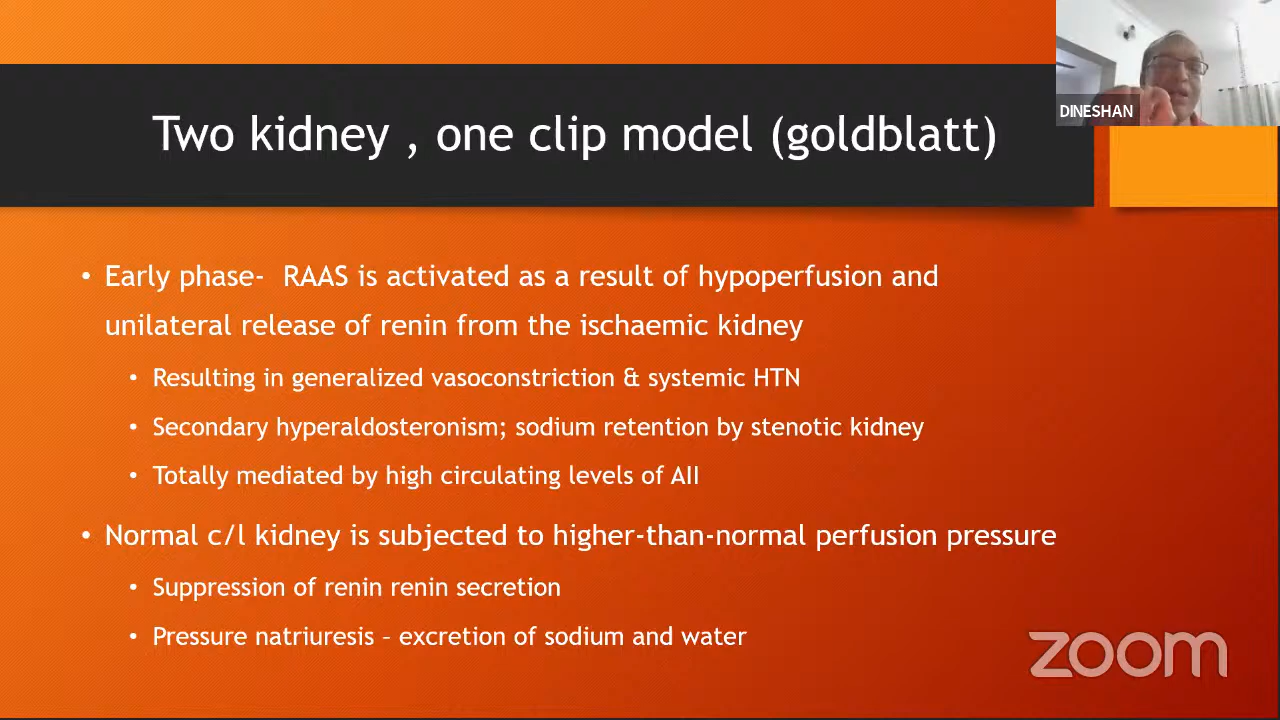 DINESHAN
Two kidney , one clip model (goldblatt)
• Early phase- RAAS is activated as a result of hypoperfusion and
unilateral release of renin from the ischaemic kidney
• Resulting in generalized vasoconstriction & systemic HTN
• Secondary hyperaldosteronism; sodium retention by stenotic kidney
• Totally mediated by high circulating levels of AII
• Normal c/l kidney is subjected to higher-than-normal perfusion pressure
• Suppression of renin renin secretion
• Pressure natriuresis – excretion of sodium and water
zoom